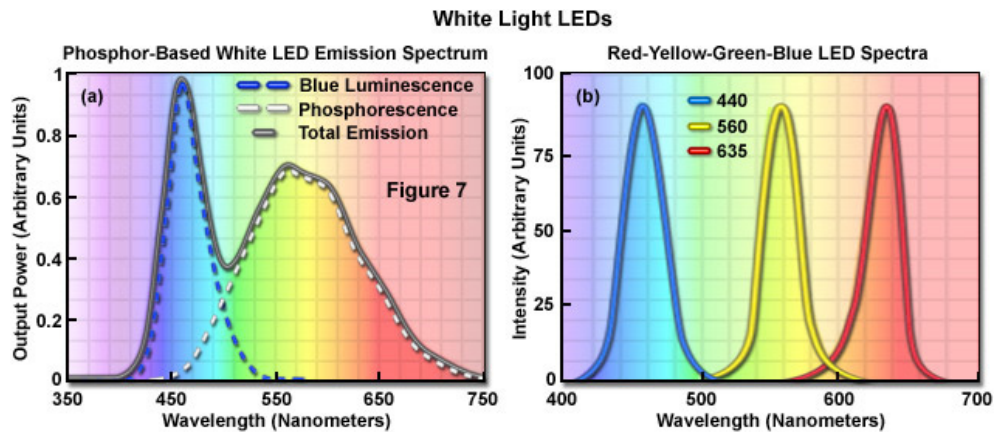 White Light LEDs
Phosphor-Based White LED Emission Spectrum
(a)
Blue Luminescence
Phosphorescence
Total Emission
Figure 7
Output Power (Arbitrary Units)
1
0.8
0.6
0.4
0.2
0
350
450
550
650
750
Wavelength (Nanometers)
Red-Yellow-Green-Blue LED Spectra
(b)
440
560
635
Intensity (Arbitrary Units)
100
75
50
25
0
400
500
600
700
Wavelength (Nanometers)